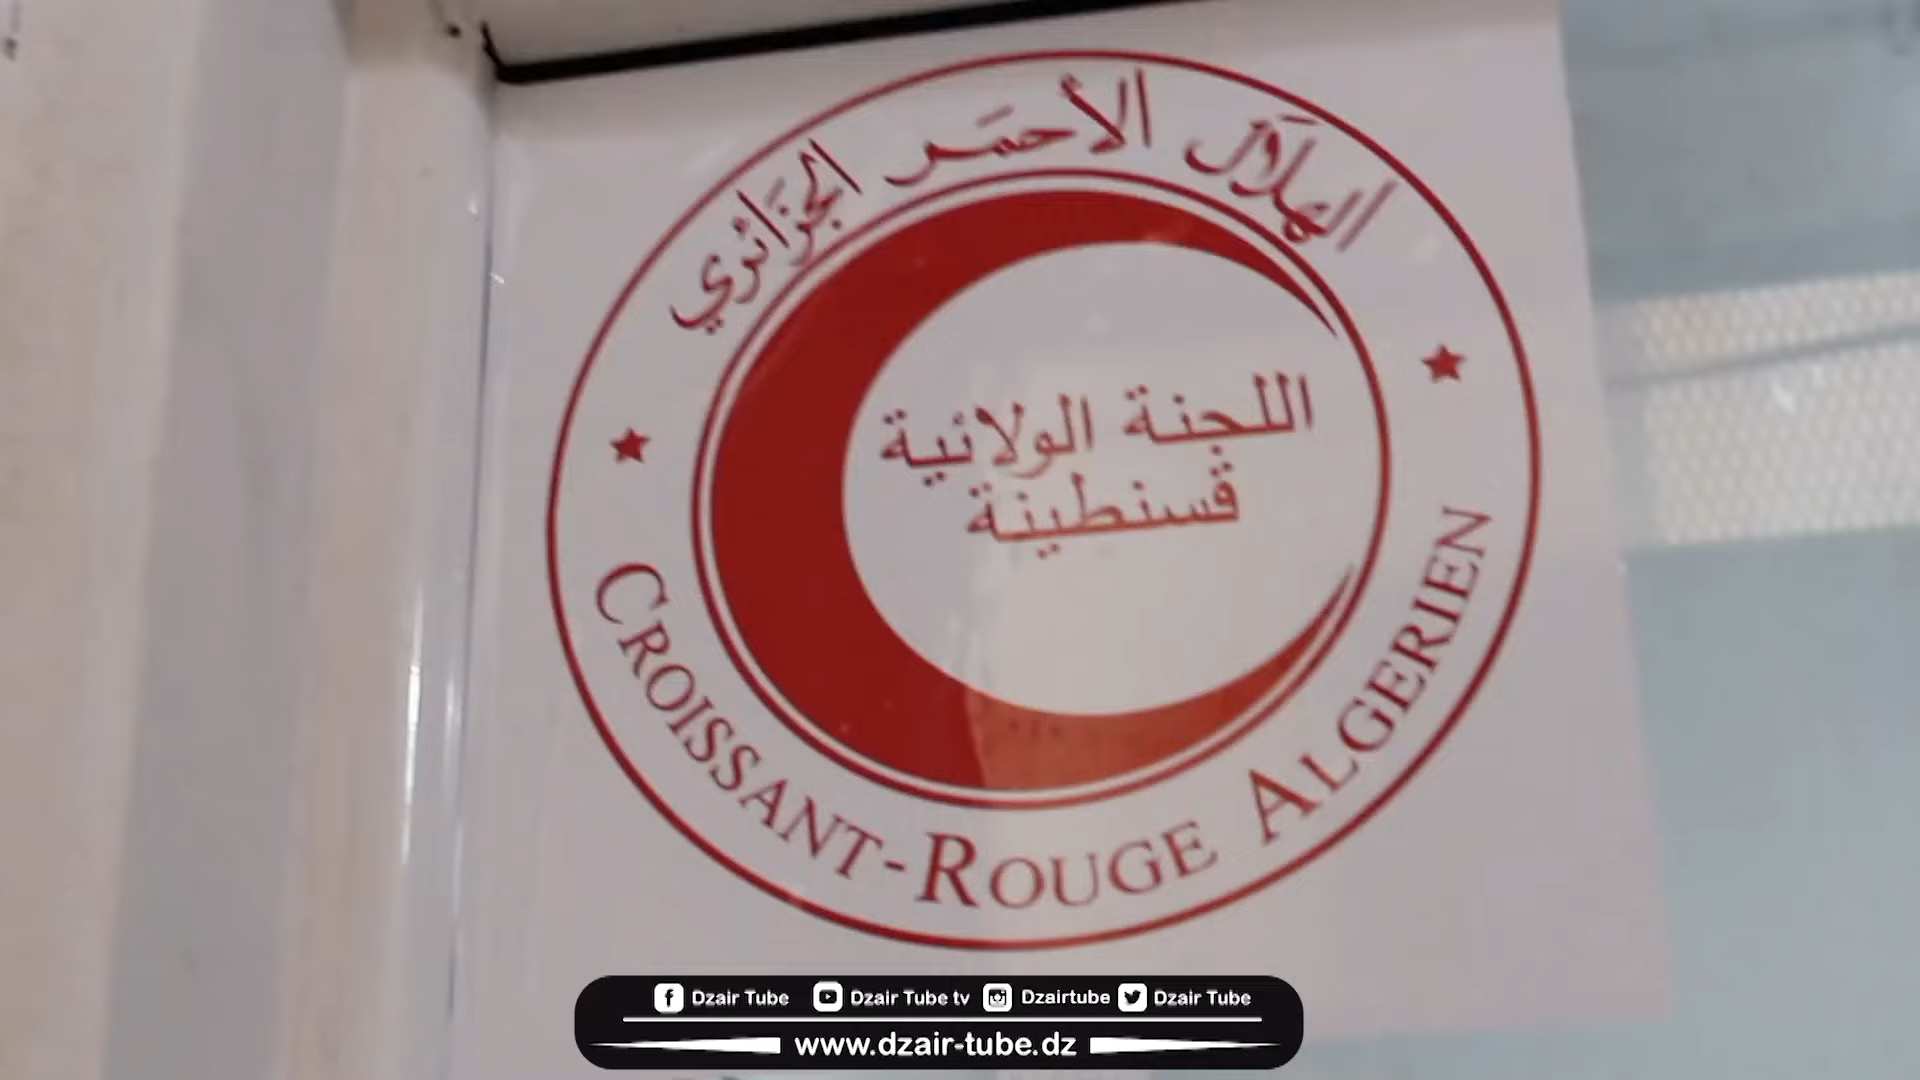 الهلال الأحمر الجزائري
اللجنة الولائية
قسنطينة
CROISSANT-ROUGE ALGERIEN
Dzair Tube Dzair Tube tv Dzairtube Dzair Tube
www.dzair-tube.dz